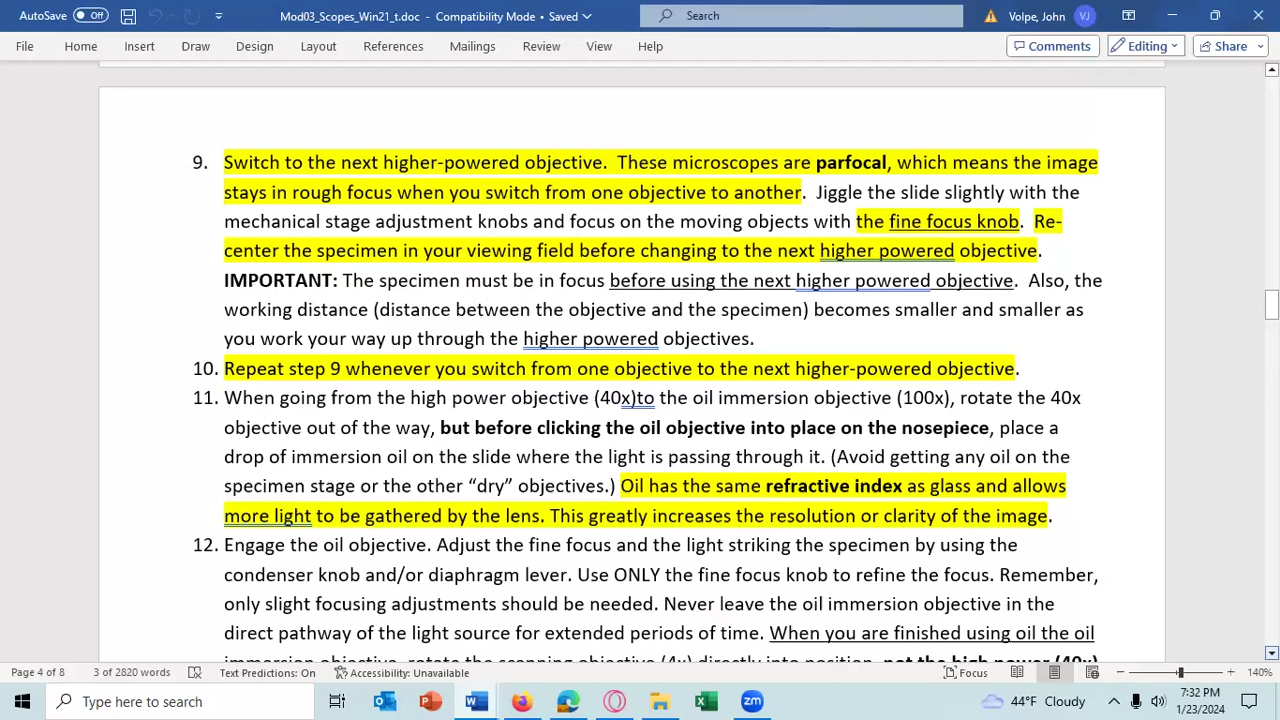 AutoSave Off Mod03_Scopes_Win21_t.doc - Compatibility Mode • Saved Search Volpe, John VJ
File Home Insert Draw Design Layout References Mailings Review View Help Comments Editing Share
9. Switch to the next higher-powered objective. These microscopes are parfocal, which means the image
stays in rough focus when you switch from one objective to another. Jiggle the slide slightly with the
mechanical stage adjustment knobs and focus on the moving objects with the fine focus knob. Re-
center the specimen in your viewing field before changing to the next higher powered objective.
IMPORTANT: The specimen must be in focus before using the next higher powered objective. Also, the
working distance (distance between the objective and the specimen) becomes smaller and smaller as
you work your way up through the higher powered objectives.
10. Repeat step 9 whenever you switch from one objective to the next higher-powered objective.
11. When going from the high power objective (40x)to the oil immersion objective (100x), rotate the 40x
objective out of the way, but before clicking the oil objective into place on the nosepiece, place a
drop of immersion oil on the slide where the light is passing through it. (Avoid getting any oil on the
specimen stage or the other “dry” objectives.) Oil has the same refractive index as glass and allows
more light to be gathered by the lens. This greatly increases the resolution or clarity of the image.
12. Engage the oil objective. Adjust the fine focus and the light striking the specimen by using the
condenser knob and/or diaphragm lever. Use ONLY the fine focus knob to refine the focus. Remember,
only slight focusing adjustments should be needed. Never leave the oil immersion objective in the
direct pathway of the light source for extended periods of time. When you are finished using oil the oil
immersion objective, rotate the scanning objective (4x) directly into position, not the high power (40x)
Page 4 of 8 3 of 2820 words Text Predictions: On Accessibility: Unavailable Focus 140%
Type here to search 44°F Cloudy 7:32 PM
1/23/2024